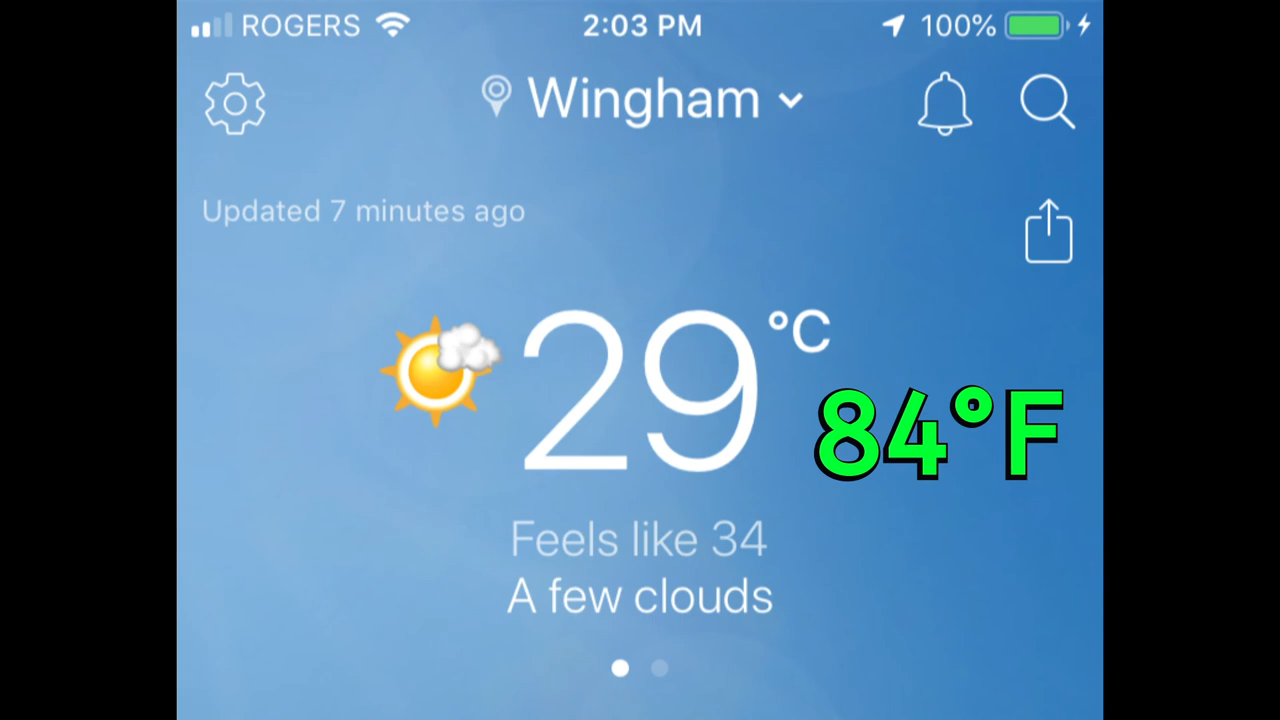 ROGERS 2:03 PM 100%
Wingham
Updated 7 minutes ago
29 °C
84°F
Feels like 34
A few clouds